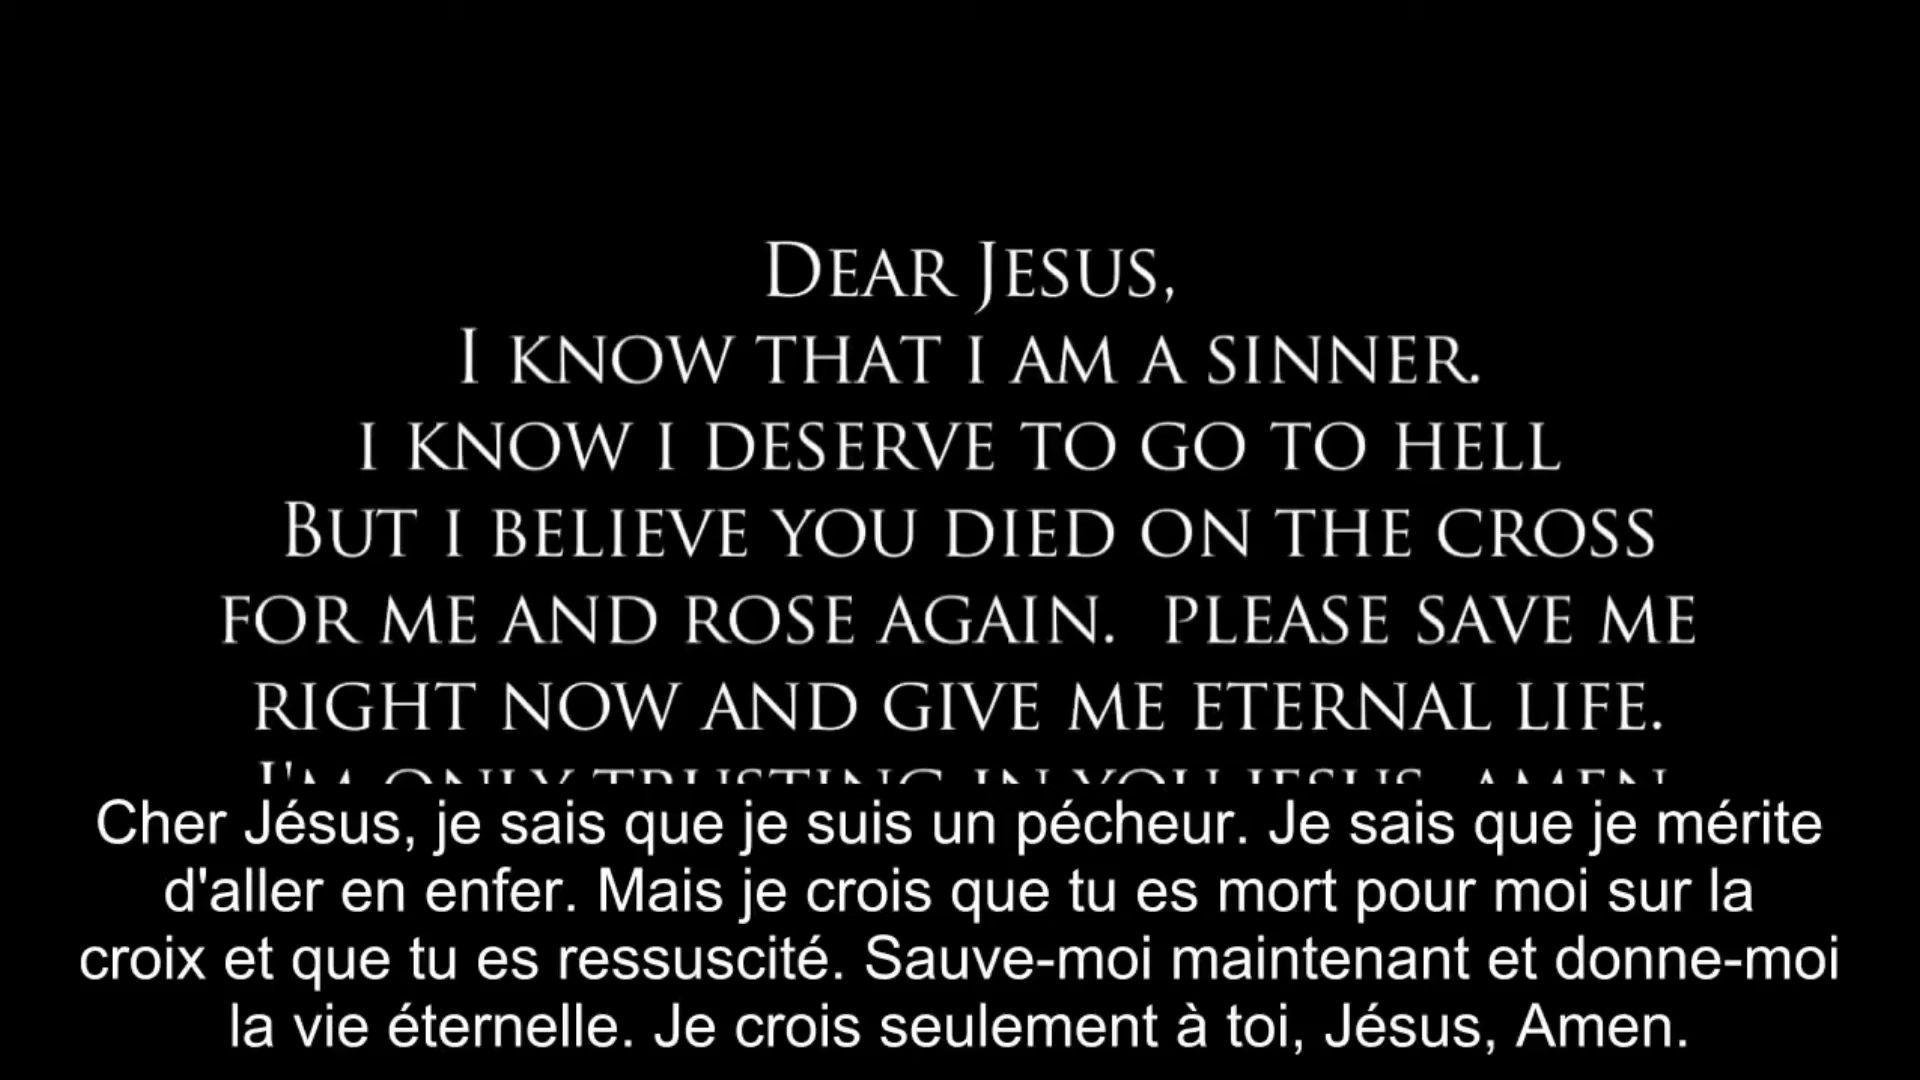 DEAR JESUS,
I KNOW THAT I AM A SINNER.
I KNOW I DESERVE TO GO TO HELL
BUT I BELIEVE YOU DIED ON THE CROSS
FOR ME AND ROSE AGAIN. PLEASE SAVE ME
RIGHT NOW AND GIVE ME ETERNAL LIFE.
I'M ONLY TRUSTING IN YOU JESUS. AMEN
Cher Jésus, je sais que je suis un pécheur. Je sais que je mérite
d'aller en enfer. Mais je crois que tu es mort pour moi sur la
croix et que tu es ressuscité. Sauve-moi maintenant et donne-moi
la vie éternelle. Je crois seulement à toi, Jésus, Amen.